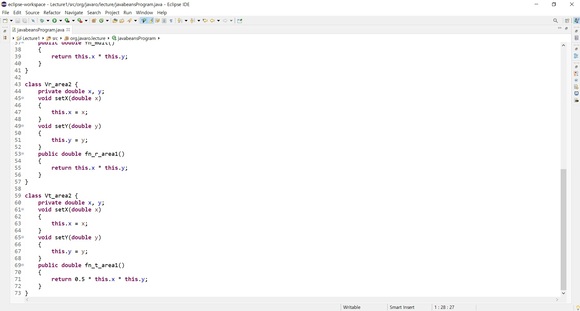 eclipse-workspace - Lecture1/src/org/javaro/lecture/JavabeansProgram.java - Eclipse IDE
File Edit Source Refactor Navigate Search Project Run Window Help
JavabeansProgram.java
Lecture1 src org.javaro.lecture JavabeansProgram
37 public double fn_mul1()
38 {
39 return this.x * this.y;
40 }
41 }
42
43 class Vr_area2 {
44 private double x, y;
45 void setX(double x)
46 {
47 this.x = x;
48 }
49 void setY(double y)
50 {
51 this.y = y;
52 }
53 public double fn_r_area1()
54 {
55 return this.x * this.y;
56 }
57 }
58
59 class Vt_area2 {
60 private double x, y;
61 void setX(double x)
62 {
63 this.x = x;
64 }
65 void setY(double y)
66 {
67 this.y = y;
68 }
69 public double fn_t_area1()
70 {
71 return 0.5 * this.x * this.y;
72 }
73 }
Writable Smart Insert 1 : 28 : 27